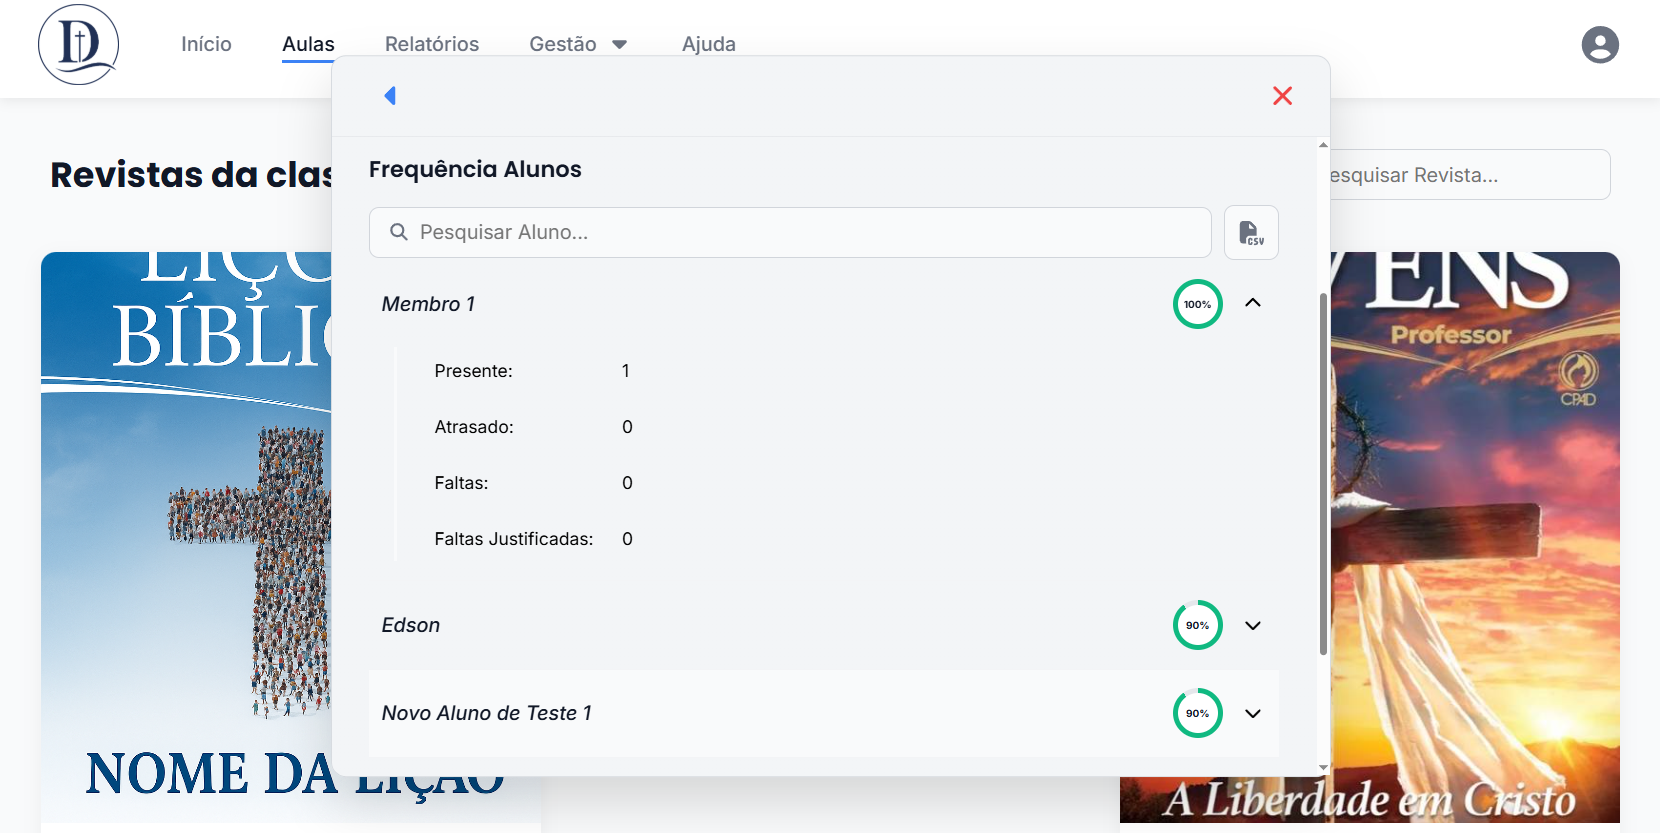 Início
Aulas
Relatórios
Gestão
Ajuda
Revistas da clas
esquisar Revista...
Frequência Alunos
Pesquisar Aluno...
CSV
Membro 1
100%
Presente: 1
Atrasado: 0
Faltas: 0
Faltas Justificadas: 0
Edson
90%
Novo Aluno de Teste 1
90%
LIÇÕ
BÍBLIC
NOME DA LIÇÃO
VENS
Professor
CPAD
A Liberdade em Cristo